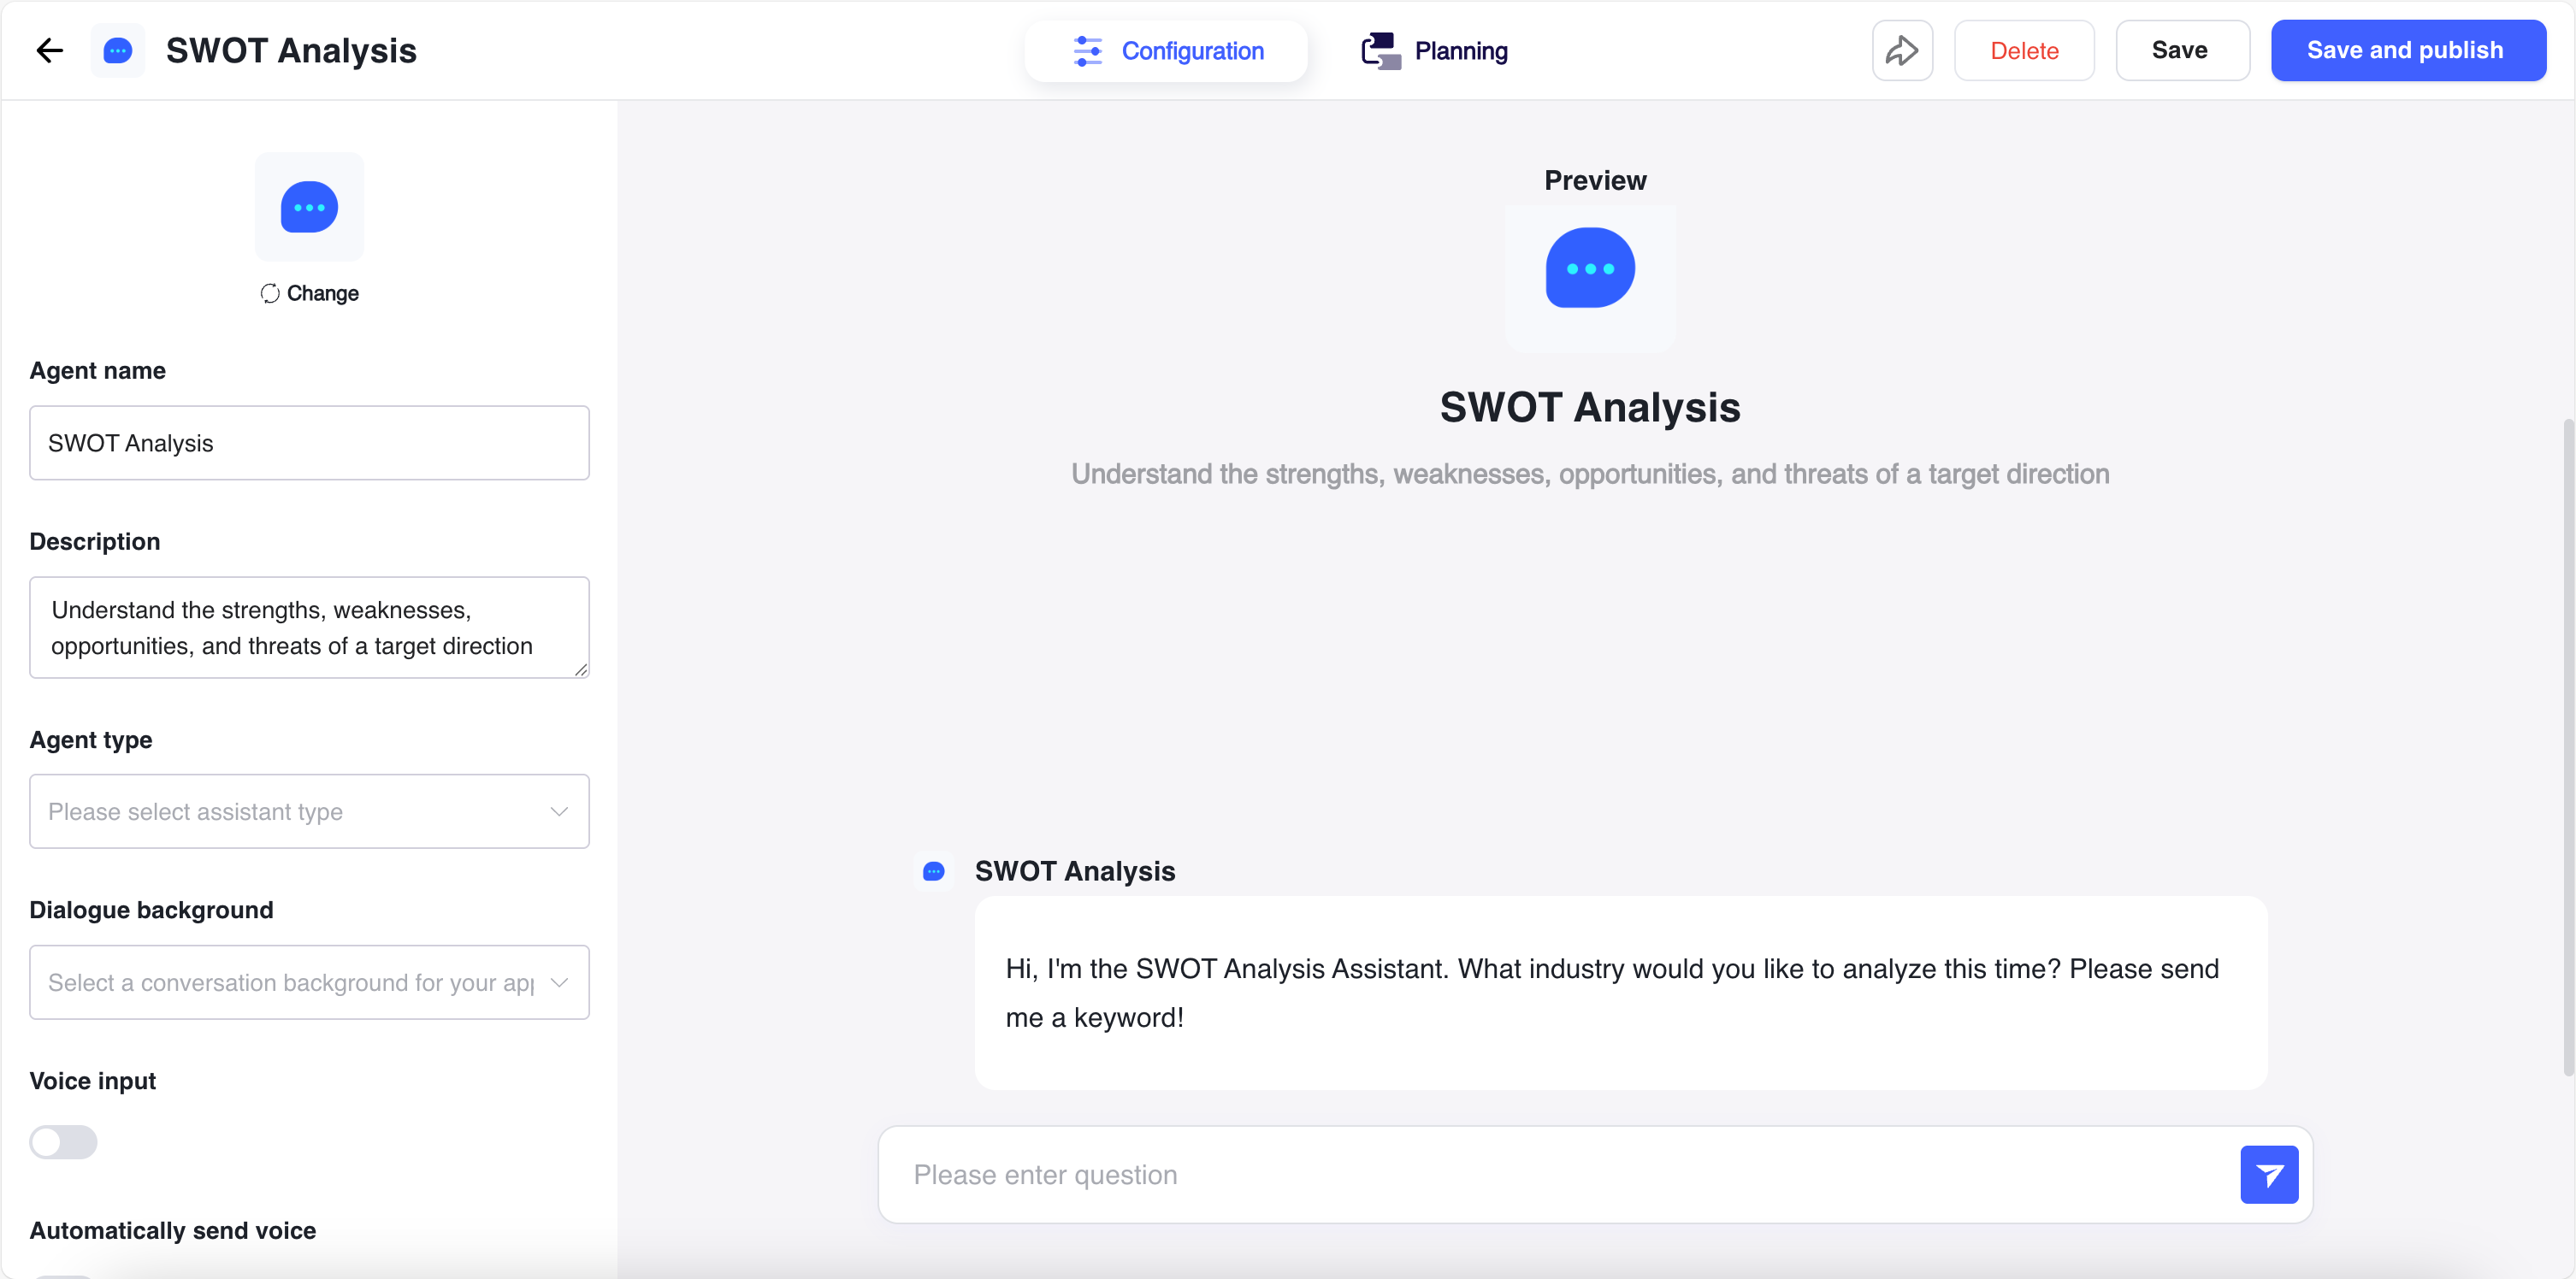 SWOT Analysis
Configuration
Planning
Delete
Save
Save and publish
Change
Agent name
SWOT Analysis
Description
Understand the strengths, weaknesses,
opportunities, and threats of a target direction
Agent type
Please select assistant type
Dialogue background
Select a conversation background for your app
Voice input
Automatically send voice
Preview
SWOT Analysis
Understand the strengths, weaknesses, opportunities, and threats of a target direction
SWOT Analysis
Hi, I'm the SWOT Analysis Assistant. What industry would you like to analyze this time? Please send
me a keyword!
Please enter question